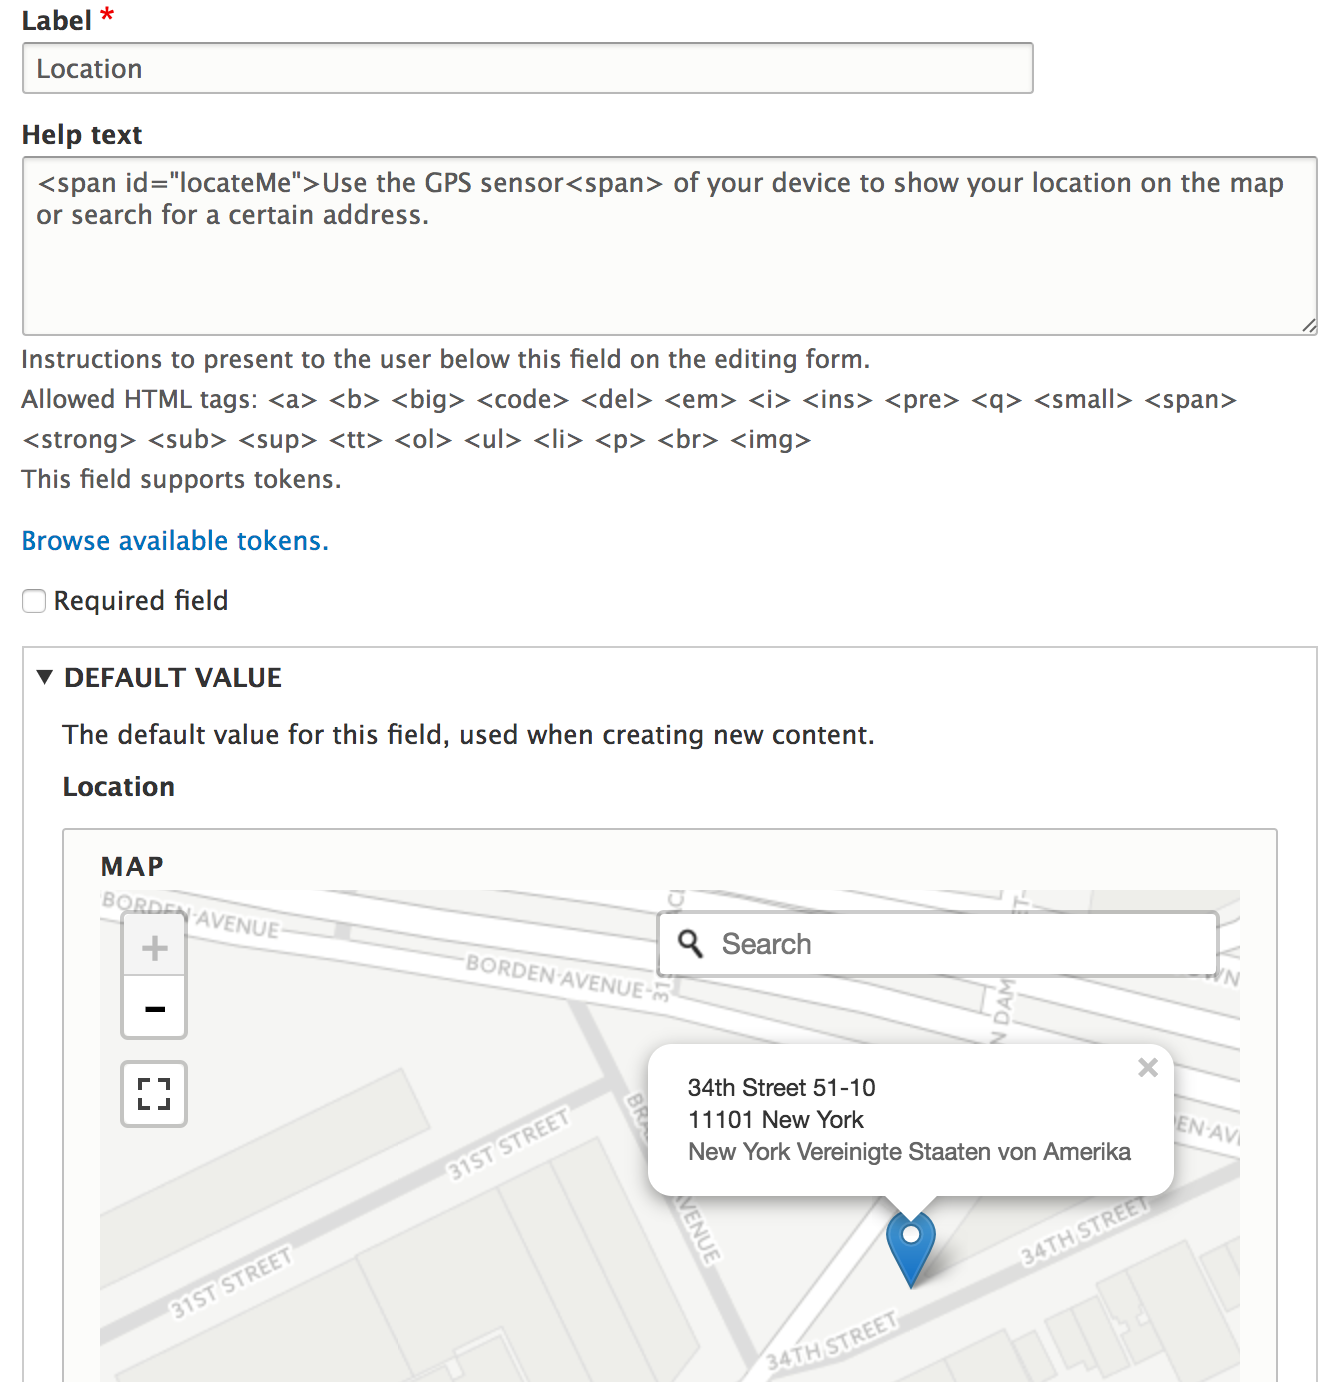 Label *
Location
Help text
<span id="locateMe">Use the GPS sensor<span> of your device to show your location on the map
or search for a certain address.
Instructions to present to the user below this field on the editing form.
Allowed HTML tags: <a> <b> <big> <code> <del> <em> <i> <ins> <pre> <q> <small> <span>
<strong> <sub> <sup> <tt> <ol> <ul> <li> <p> <br> <img>
This field supports tokens.
Browse available tokens.
Required field
▼ DEFAULT VALUE
The default value for this field, used when creating new content.
Location
MAP
BORDEN AVENUE
+
Search
BORDEN AVENUE
-
34th Street 51-10
11101 New York
New York Vereinigte Staaten von Amerika
31ST STREET
AVENUE
34TH STREET
31ST STREET
34TH STREET